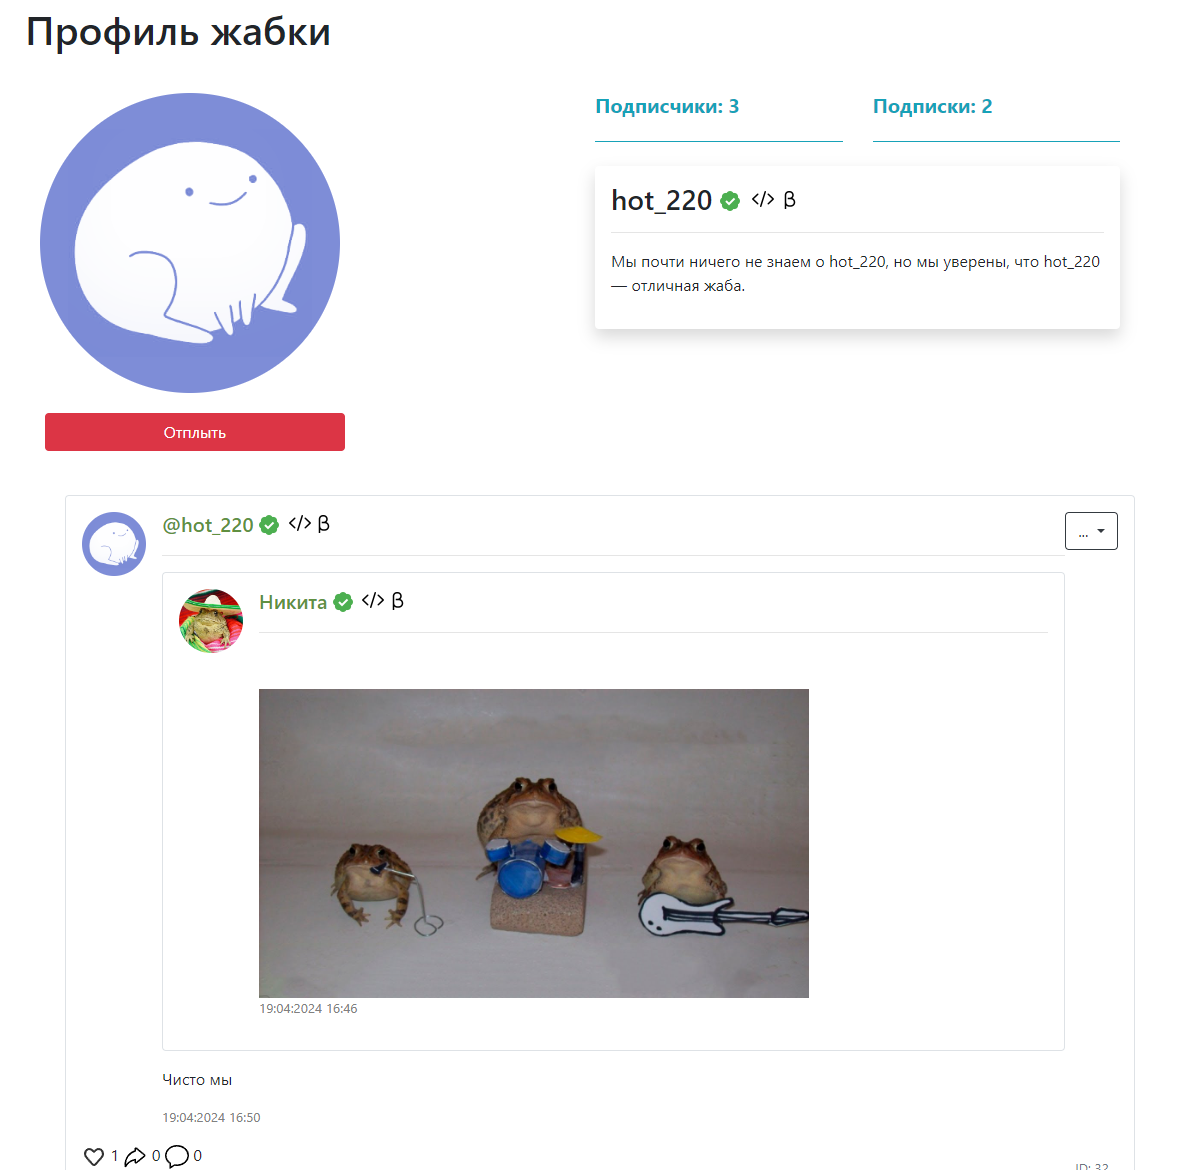 Профиль жабки
Подписчики: 3
Подписки: 2
hot_220 </> β
Мы почти ничего не знаем о hot_220, но мы уверены, что hot_220
— отличная жаба.
Отплыть
@hot_220 </> β
...
Никита </> β
19:04:2024 16:46
Чисто мы
19:04:2024 16:50
1 0 0
ID: 32